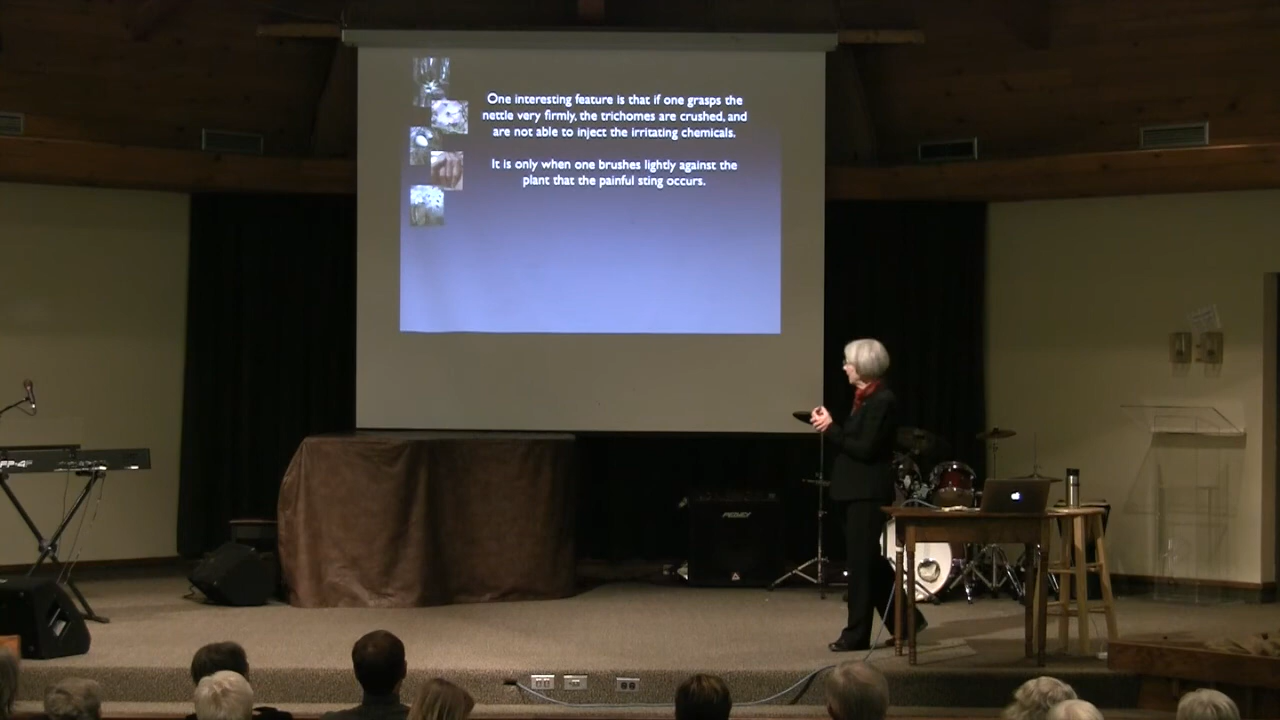 One interesting feature is that if one grasps the
nettle very firmly, the trichomes are crushed, and
are not able to inject the irritating chemicals.
It is only when one brushes lightly against the
plant that the painful sting occurs.
PEAVEY